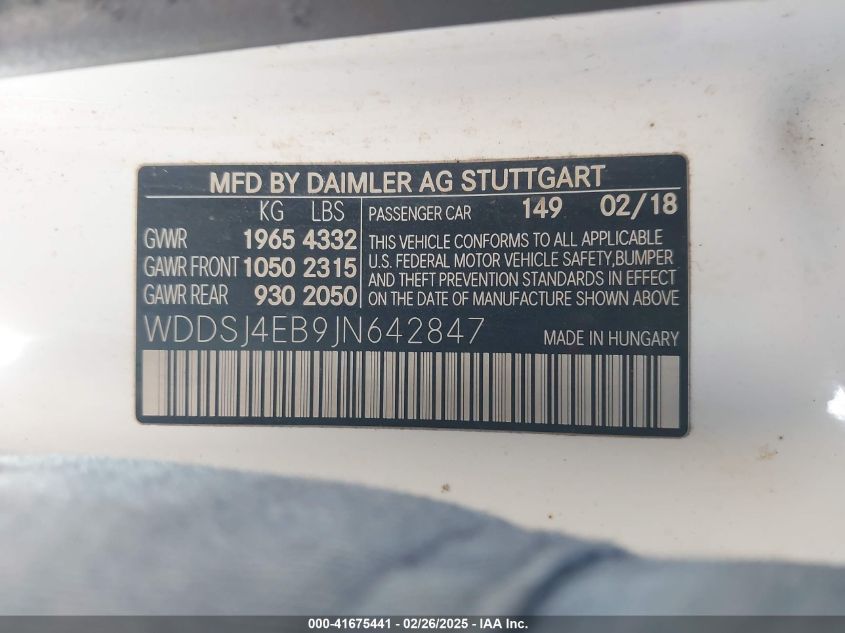 MFD BY DAIMLER AG STUTTGART
KG LBS
GVWR 1965 4332
GAWR FRONT 1050 2315
GAWR REAR 930 2050
PASSENGER CAR 149 02/18
THIS VEHICLE CONFORMS TO ALL APPLICABLE
U.S. FEDERAL MOTOR VEHICLE SAFETY,BUMPER
AND THEFT PREVENTION STANDARDS IN EFFECT
ON THE DATE OF MANUFACTURE SHOWN ABOVE
WDDSJ4EB9JN642847
MADE IN HUNGARY
000-41675441 - 02/26/2025 - IAA Inc.